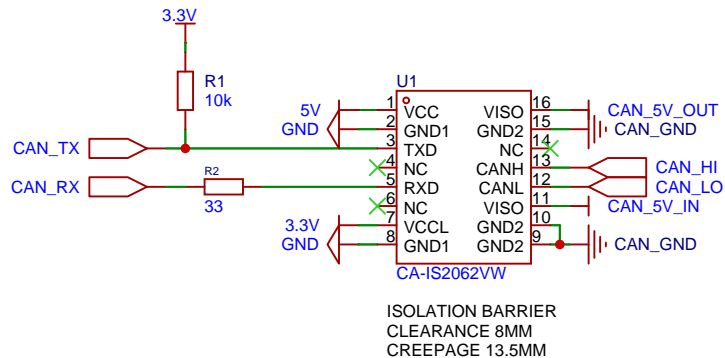 3.3V
R1
10k
U1
CAN_TX
CAN_RX
R2
33
5V
GND
3.3V
GND
1 VCC VISO 16 CAN_5V_OUT
2 GND1 GND2 15 CAN_GND
3 TXD NC 14
4 NC CANH 13 CAN_HI
5 RXD CANL 12 CAN_LO
6 NC VISO 11 CAN_5V_IN
7 VCCL GND2 10
8 GND1 GND2 9 CAN_GND
CA-IS2062VW
ISOLATION BARRIER
CLEARANCE 8MM
CREEPAGE 13.5MM